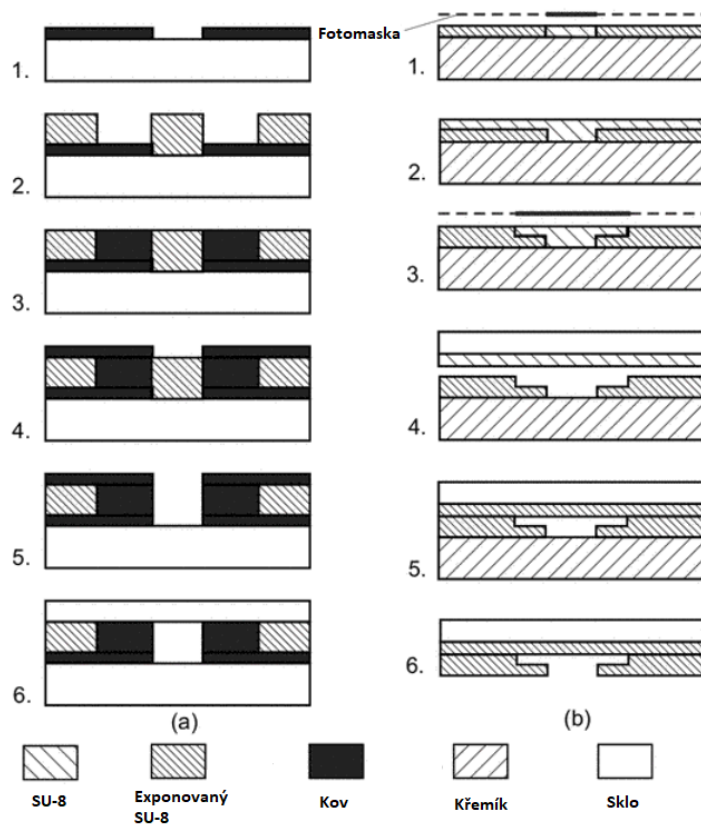 Fotomaska
1.
2.
3.
4.
5.
6.
(a)
1.
2.
3.
4.
5.
6.
(b)
SU-8
Exponovaný
SU-8
Kov
Křemík
Sklo